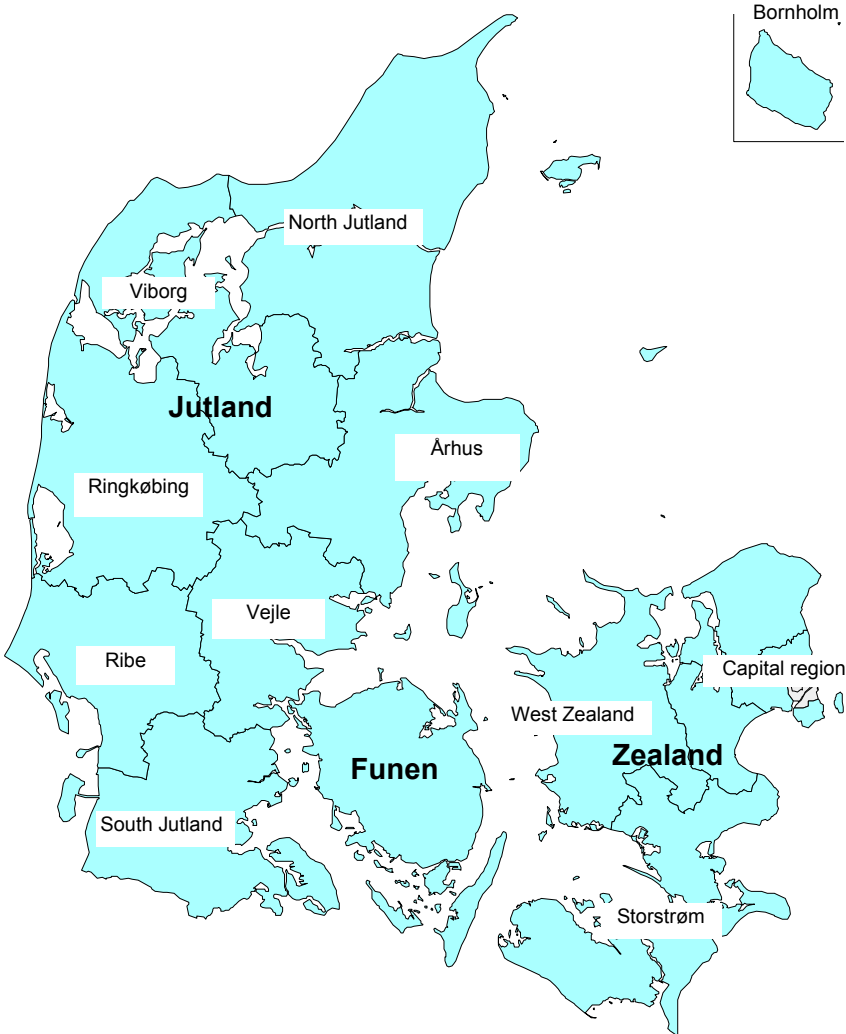 Bornholm
North Jutland
Viborg
Jutland
Århus
Ringkøbing
Vejle
Ribe
Capital region
West Zealand
Zealand
Funen
South Jutland
Storstrøm